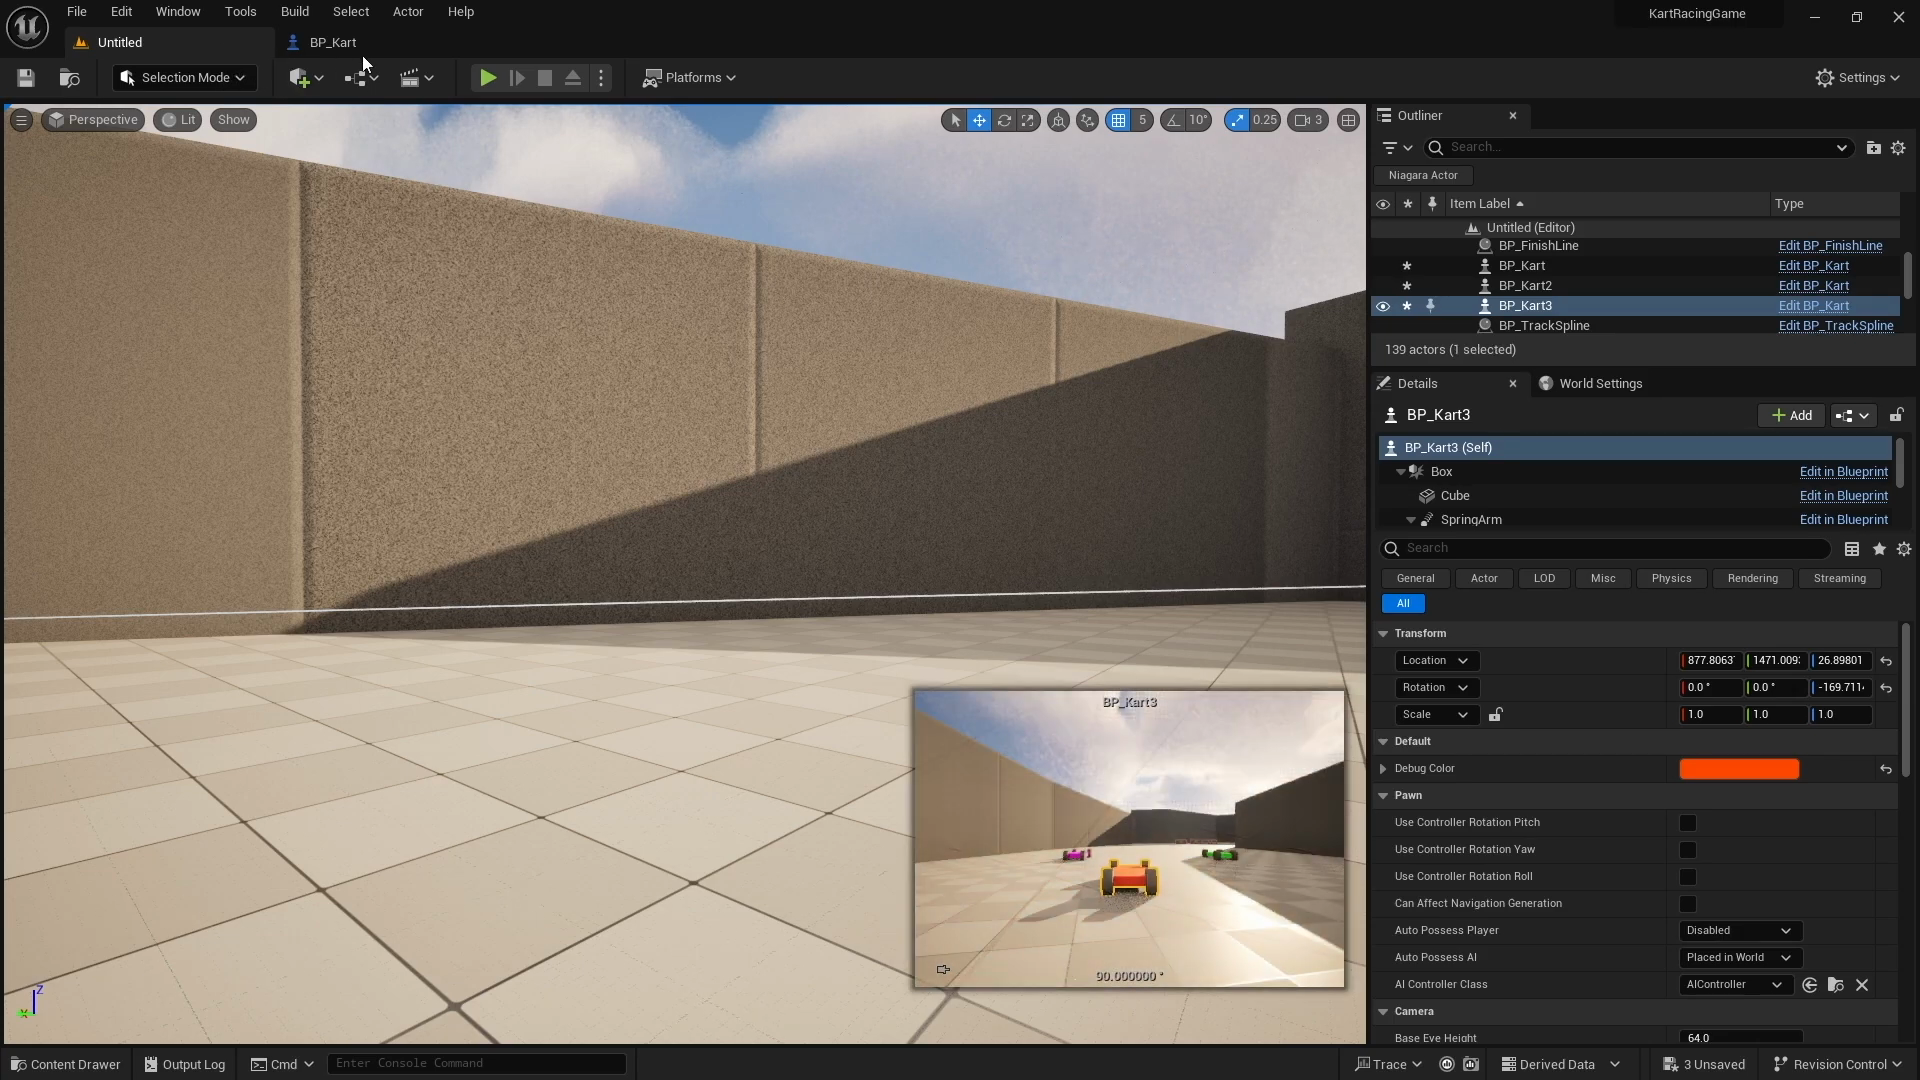 File Edit Window Tools Build Select Actor Help
KartRacingGame
Untitled
BP_Kart
Selection Mode
Platforms
Settings
Perspective
Lit
Show
5
10°
0.25
3
Outliner
Search...
Niagara Actor
Item Label
Type
Untitled (Editor)
BP_FinishLine Edit BP_FinishLine
BP_Kart Edit BP_Kart
BP_Kart2 Edit BP_Kart
BP_Kart3 Edit BP_Kart
BP_TrackSpline Edit BP_TrackSpline
139 actors (1 selected)
Details
World Settings
BP_Kart3
Add
BP_Kart3 (Self)
Box Edit in Blueprint
Cube Edit in Blueprint
SpringArm Edit in Blueprint
Search
General Actor LOD Misc Physics Rendering Streaming
All
Transform
Location 877.8063 1471.009 26.89801
Rotation 0.0 ° 0.0 ° -169.711
Scale 1.0 1.0 1.0
Default
Debug Color
Pawn
Use Controller Rotation Pitch
Use Controller Rotation Yaw
Use Controller Rotation Roll
Can Affect Navigation Generation
Auto Possess Player Disabled
Auto Possess AI Placed in World
AI Controller Class AIController
Camera
Base Eye Height 64.0
BP_Kart3
90.000000 °
Z
Content Drawer
Output Log
Cmd
Enter Console Command
Trace
Derived Data
3 Unsaved
Revision Control